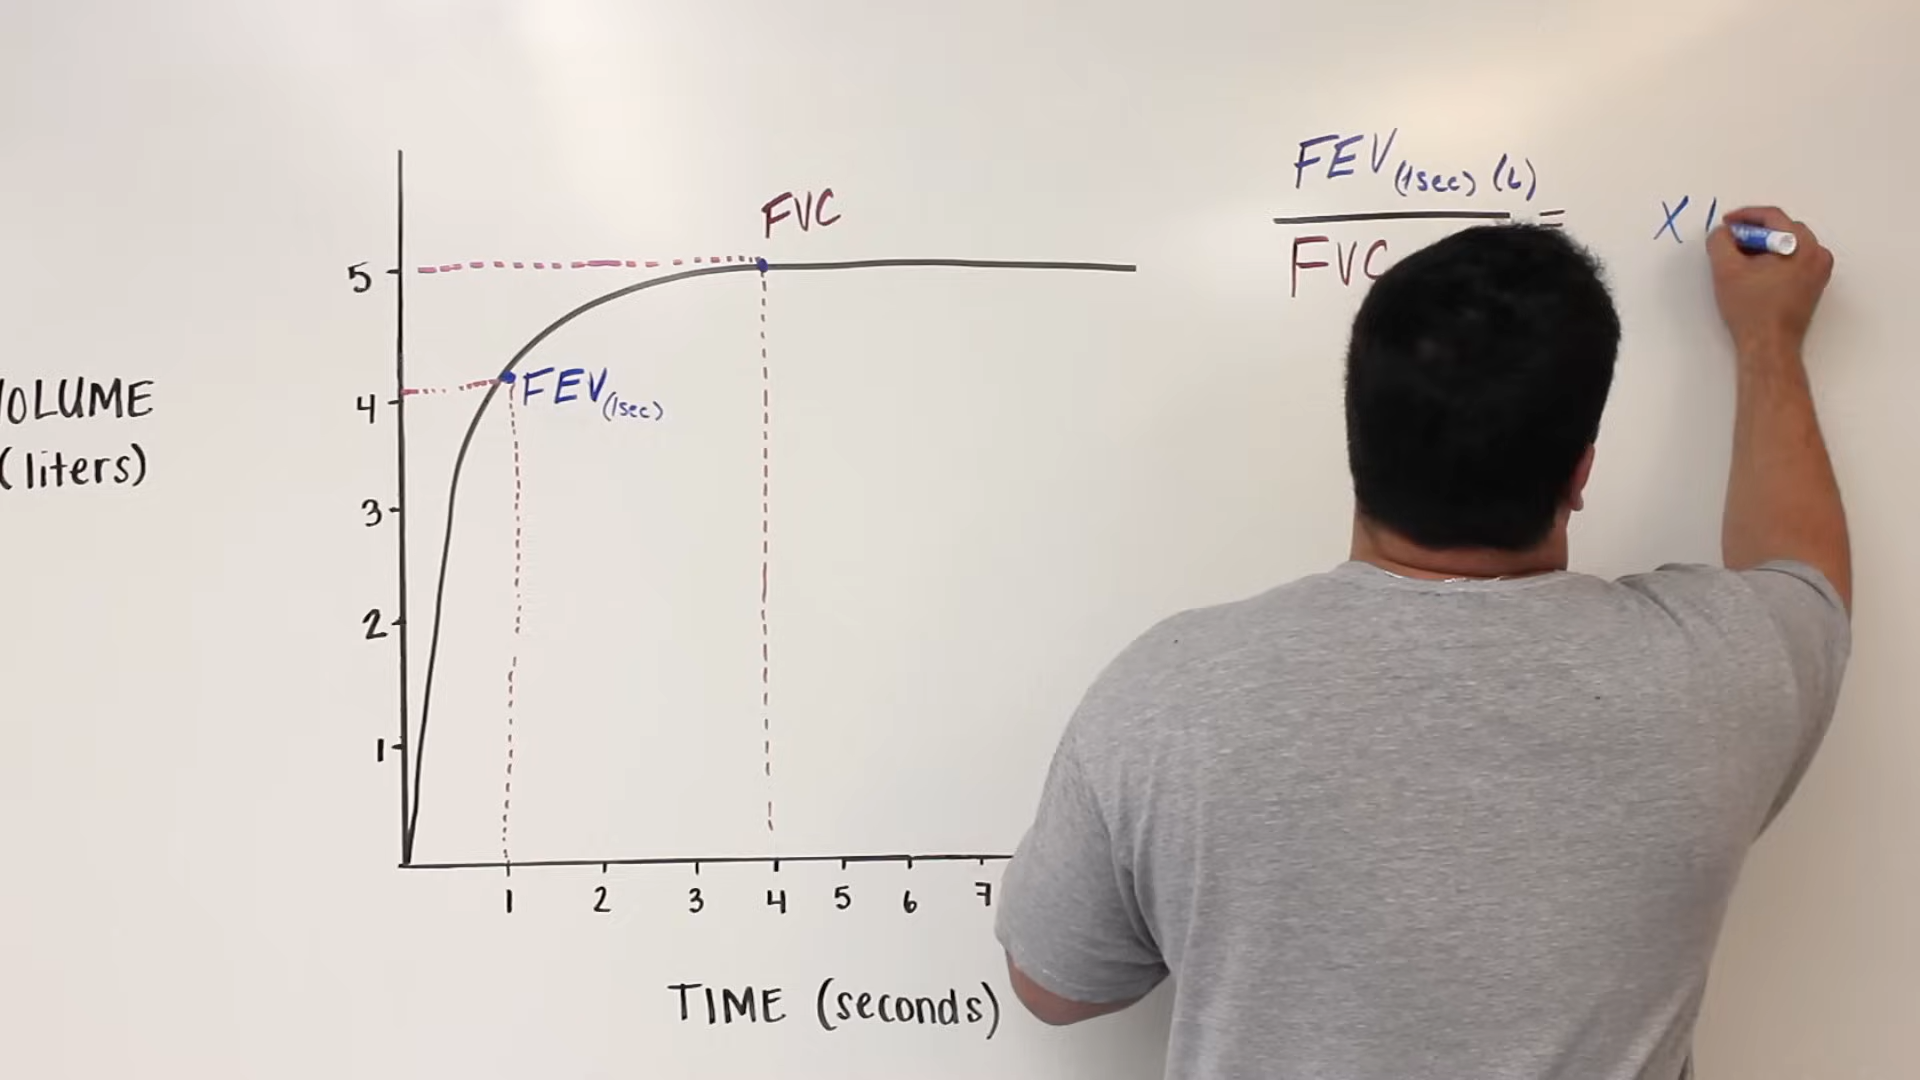 FEV(1sec) (L)
FVC =
X
FVC
5
FEV(1sec)
4
VOLUME
(liters)
3
2
1
1 2 3 4 5 6 7
TIME (seconds)